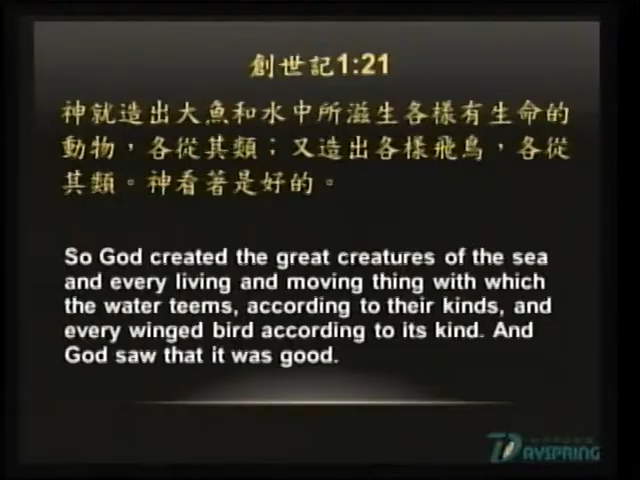 創世記1:21
神就造出大魚和水中所滋生各樣有生命的
動物，各從其類；又造出各樣飛鳥，各從
其類。神看著是好的。
So God created the great creatures of the sea
and every living and moving thing with which
the water teems, according to their kinds, and
every winged bird according to its kind. And
God saw that it was good.
DAYSPRING